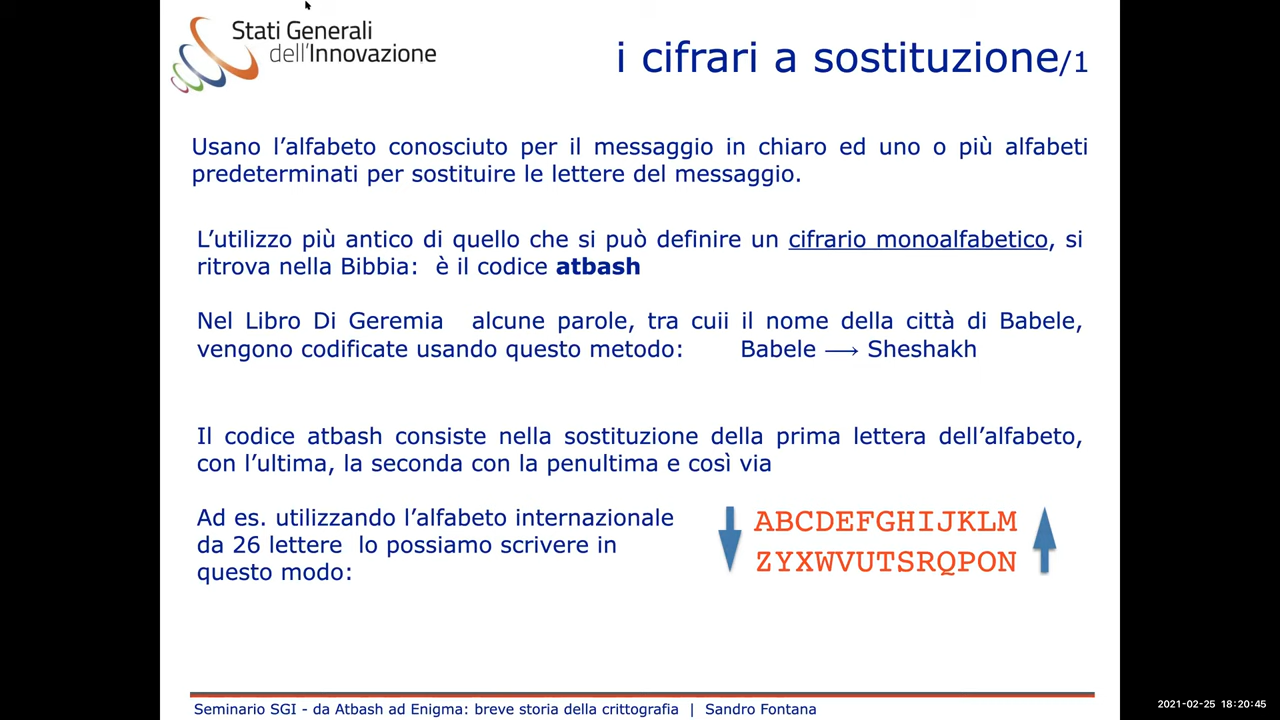 Stati Generali
dell'Innovazione
i cifrari a sostituzione/1
Usano l'alfabeto conosciuto per il messaggio in chiaro ed uno o più alfabeti
predeterminati per sostituire le lettere del messaggio.
L'utilizzo più antico di quello che si può definire un cifrario monoalfabetico, si
ritrova nella Bibbia: è il codice atbash
Nel Libro Di Geremia alcune parole, tra cuii il nome della città di Babele,
vengono codificate usando questo metodo: Babele ⟶ Sheshakh
Il codice atbash consiste nella sostituzione della prima lettera dell'alfabeto,
con l'ultima, la seconda con la penultima e così via
Ad es. utilizzando l'alfabeto internazionale
da 26 lettere lo possiamo scrivere in
questo modo:
ABCDEFGHIJKLM
ZYXWVUTSRQPON
Seminario SGI - da Atbash ad Enigma: breve storia della crittografia | Sandro Fontana
2021-02-25 18:20:45